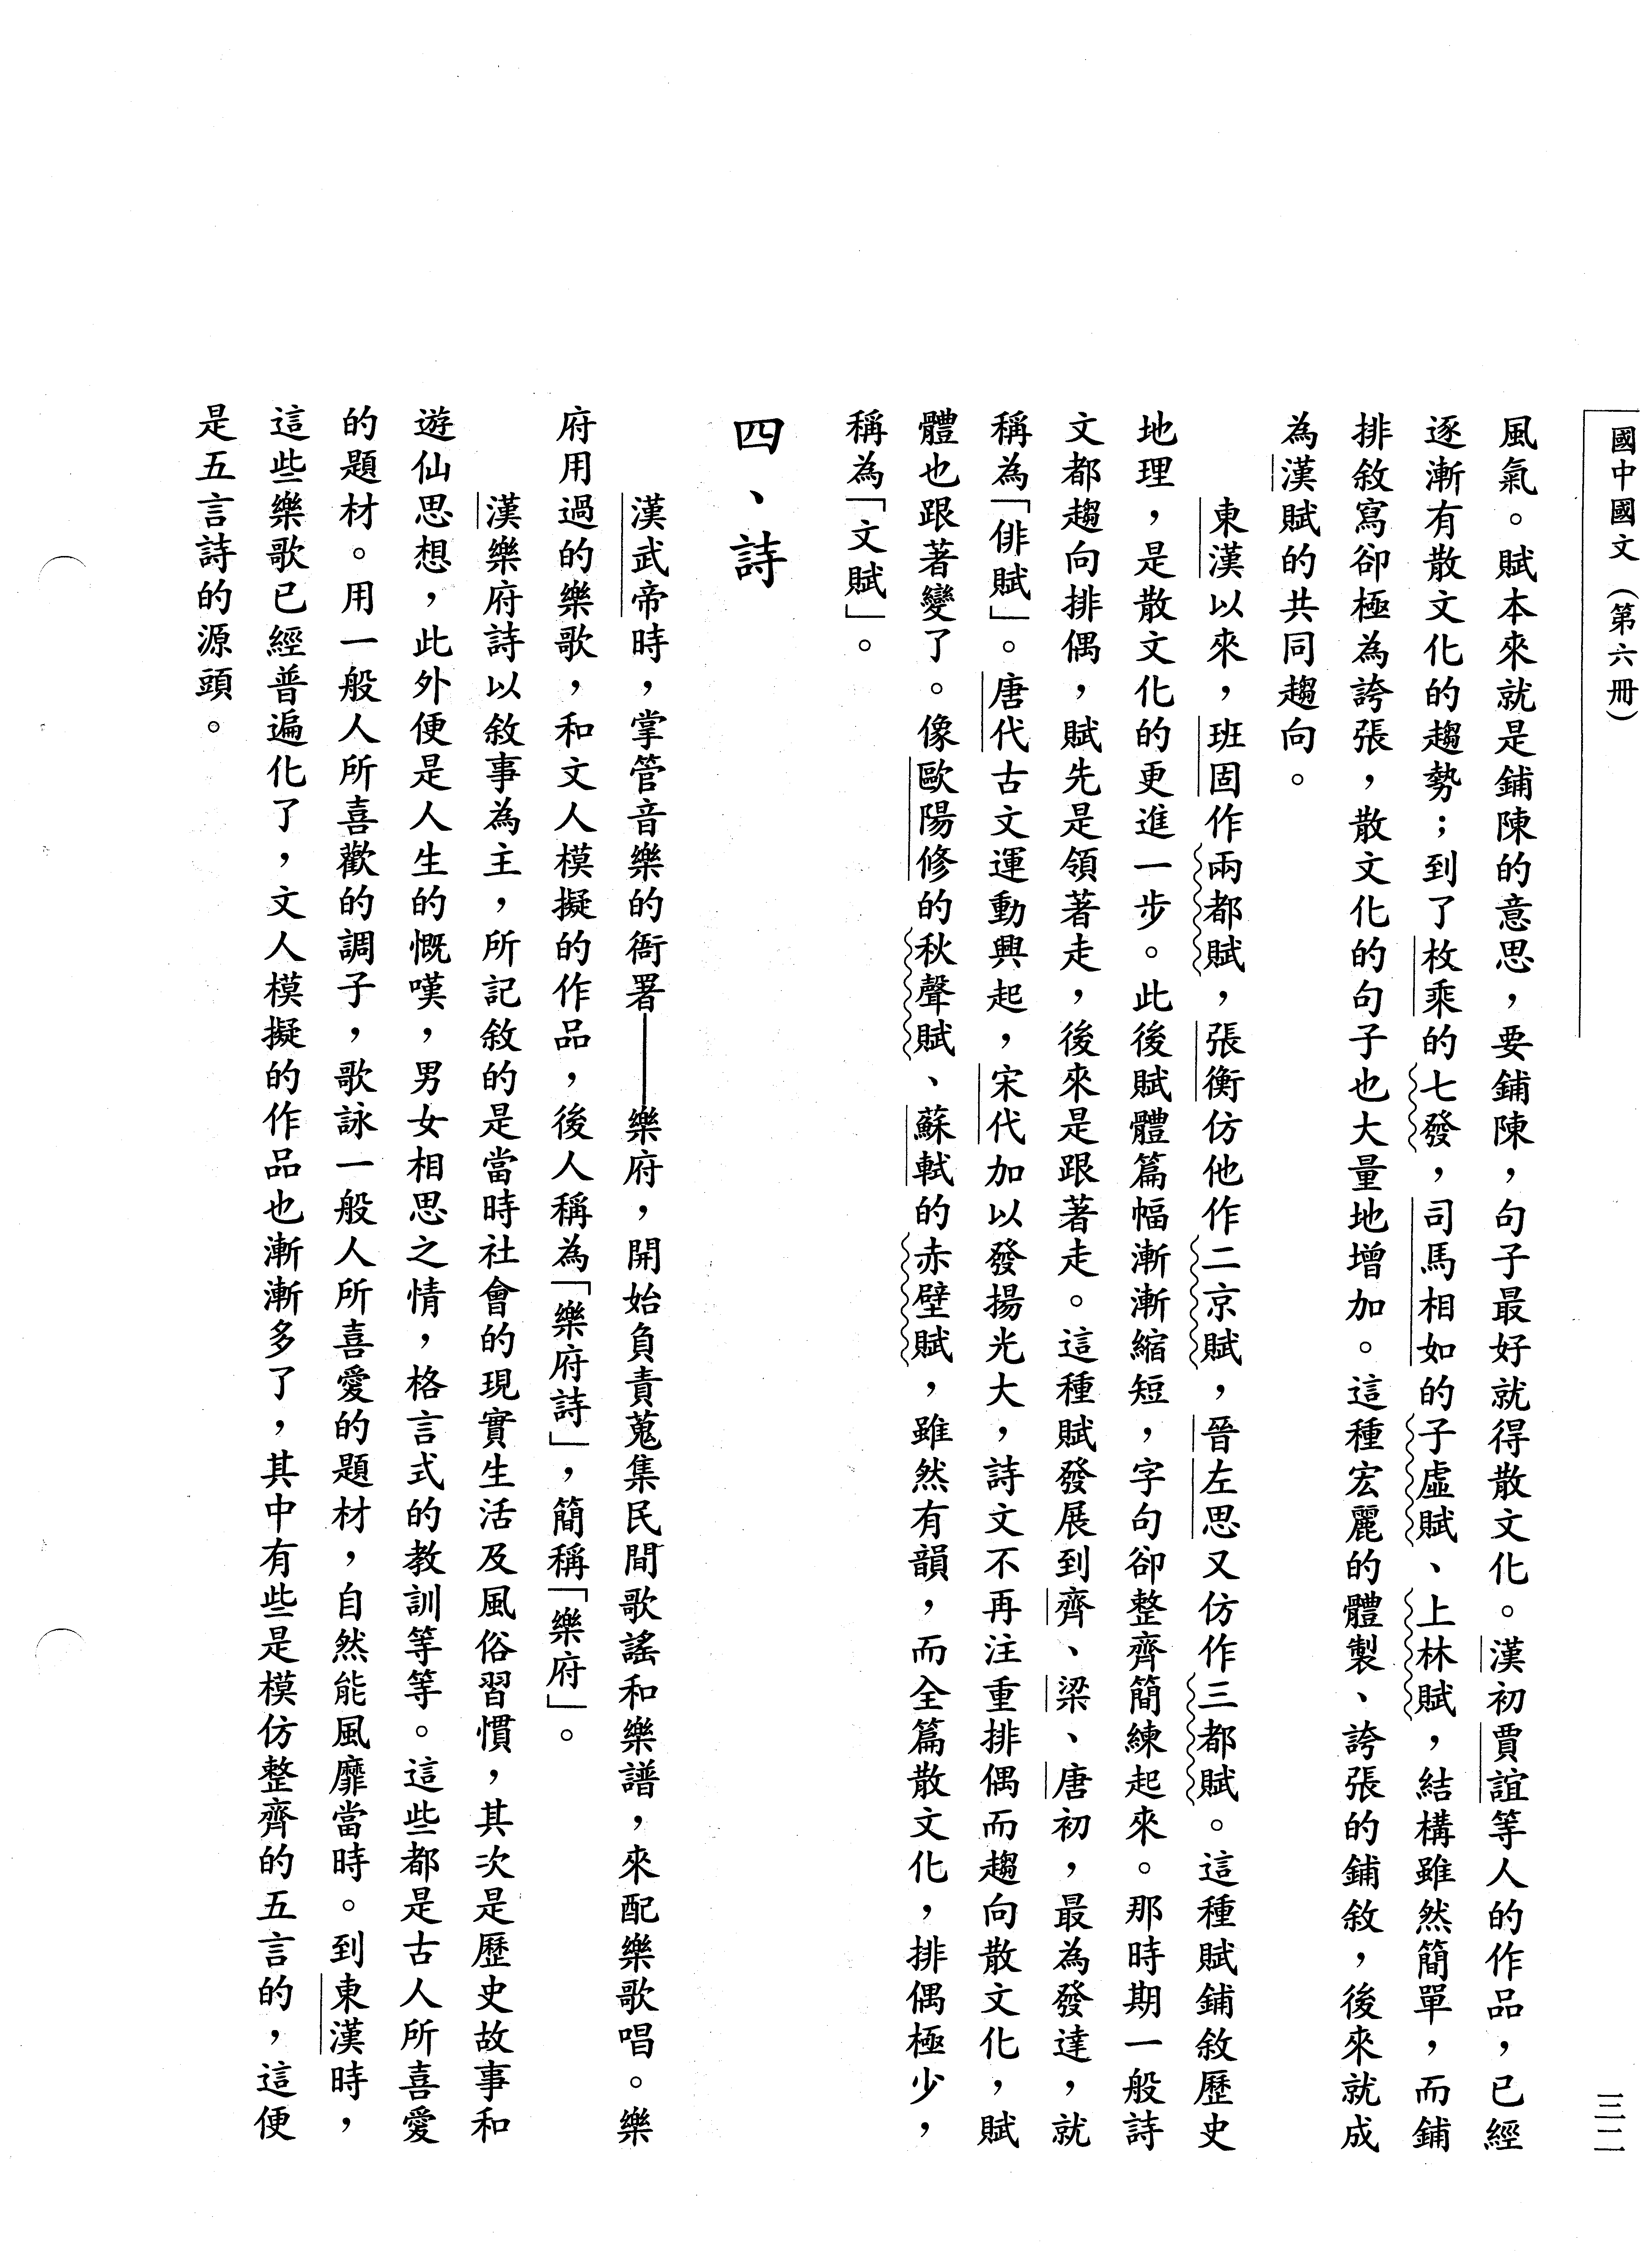 國中國文(第六冊)
三二
風氣。賦本來就是鋪陳的意思,要鋪陳,句子最好就得散文化。漢初賈誼等人的作品,已經
逐漸有散文化的趨勢;到了枚乘的七發,司馬相如的子虛賦、上林賦,結構雖然簡單,而鋪
排敘寫卻極為誇張,散文化的句子也大量地增加。這種宏麗的體製、誇張的鋪敘,後來就成
為漢賦的共同趨向。
東漢以來,班固作兩都賦,張衡仿他作二京賦,晉左思又仿作三都賦。這種賦鋪敘歷史
地理,是散文化的更進一步。此後賦體篇幅漸漸縮短,字句卻整齊簡練起來。那時期一般詩
文都趨向排偶,賦先是領著走,後來是跟著走。這種賦發展到齊、梁、唐初,最為發達,就
稱為「俳賦」。唐代古文運動興起,宋代加以發揚光大,詩文不再注重排偶而趨向散文化,賦
體也跟著變了。像歐陽修的秋聲賦、蘇軾的赤壁賦,雖然有韻,而全篇散文化,排偶極少,
稱為「文賦」。
四、詩
漢武帝時,掌管音樂的衙署——樂府,開始負責蒐集民間歌謠和樂譜,來配樂歌唱。樂
府用過的樂歌,和文人模擬的作品,後人稱為「樂府詩」,簡稱「樂府」。
漢樂府詩以敘事為主,所記敘的是當時社會的現實生活及風俗習慣,其次是歷史故事和
遊仙思想,此外便是人生的慨嘆,男女相思之情,格言式的教訓等等。這些都是古人所喜愛
的題材。用一般人所喜歡的調子,歌詠一般人所喜愛的題材,自然能風靡當時。到東漢時,
這些樂歌已經普遍化了,文人模擬的作品也漸漸多了,其中有些是模仿整齊的五言的,這便
是五言詩的源頭。